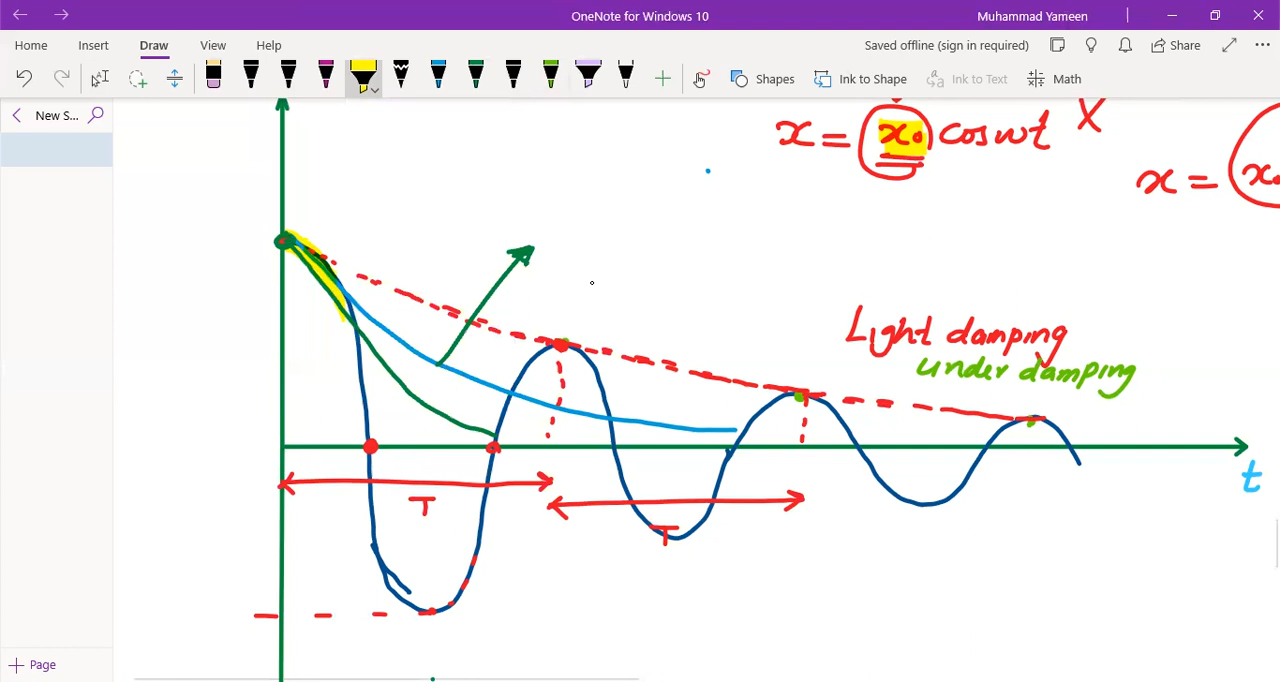 OneNote for Windows 10
Muhammad Yameen
Home Insert Draw View Help
Saved offline (sign in required)
Share
Shapes
Ink to Shape
Ink to Text
Math
New S...
x = x₀ cos ωt
x = x₀
Light damping
under damping
t
T
T
Page